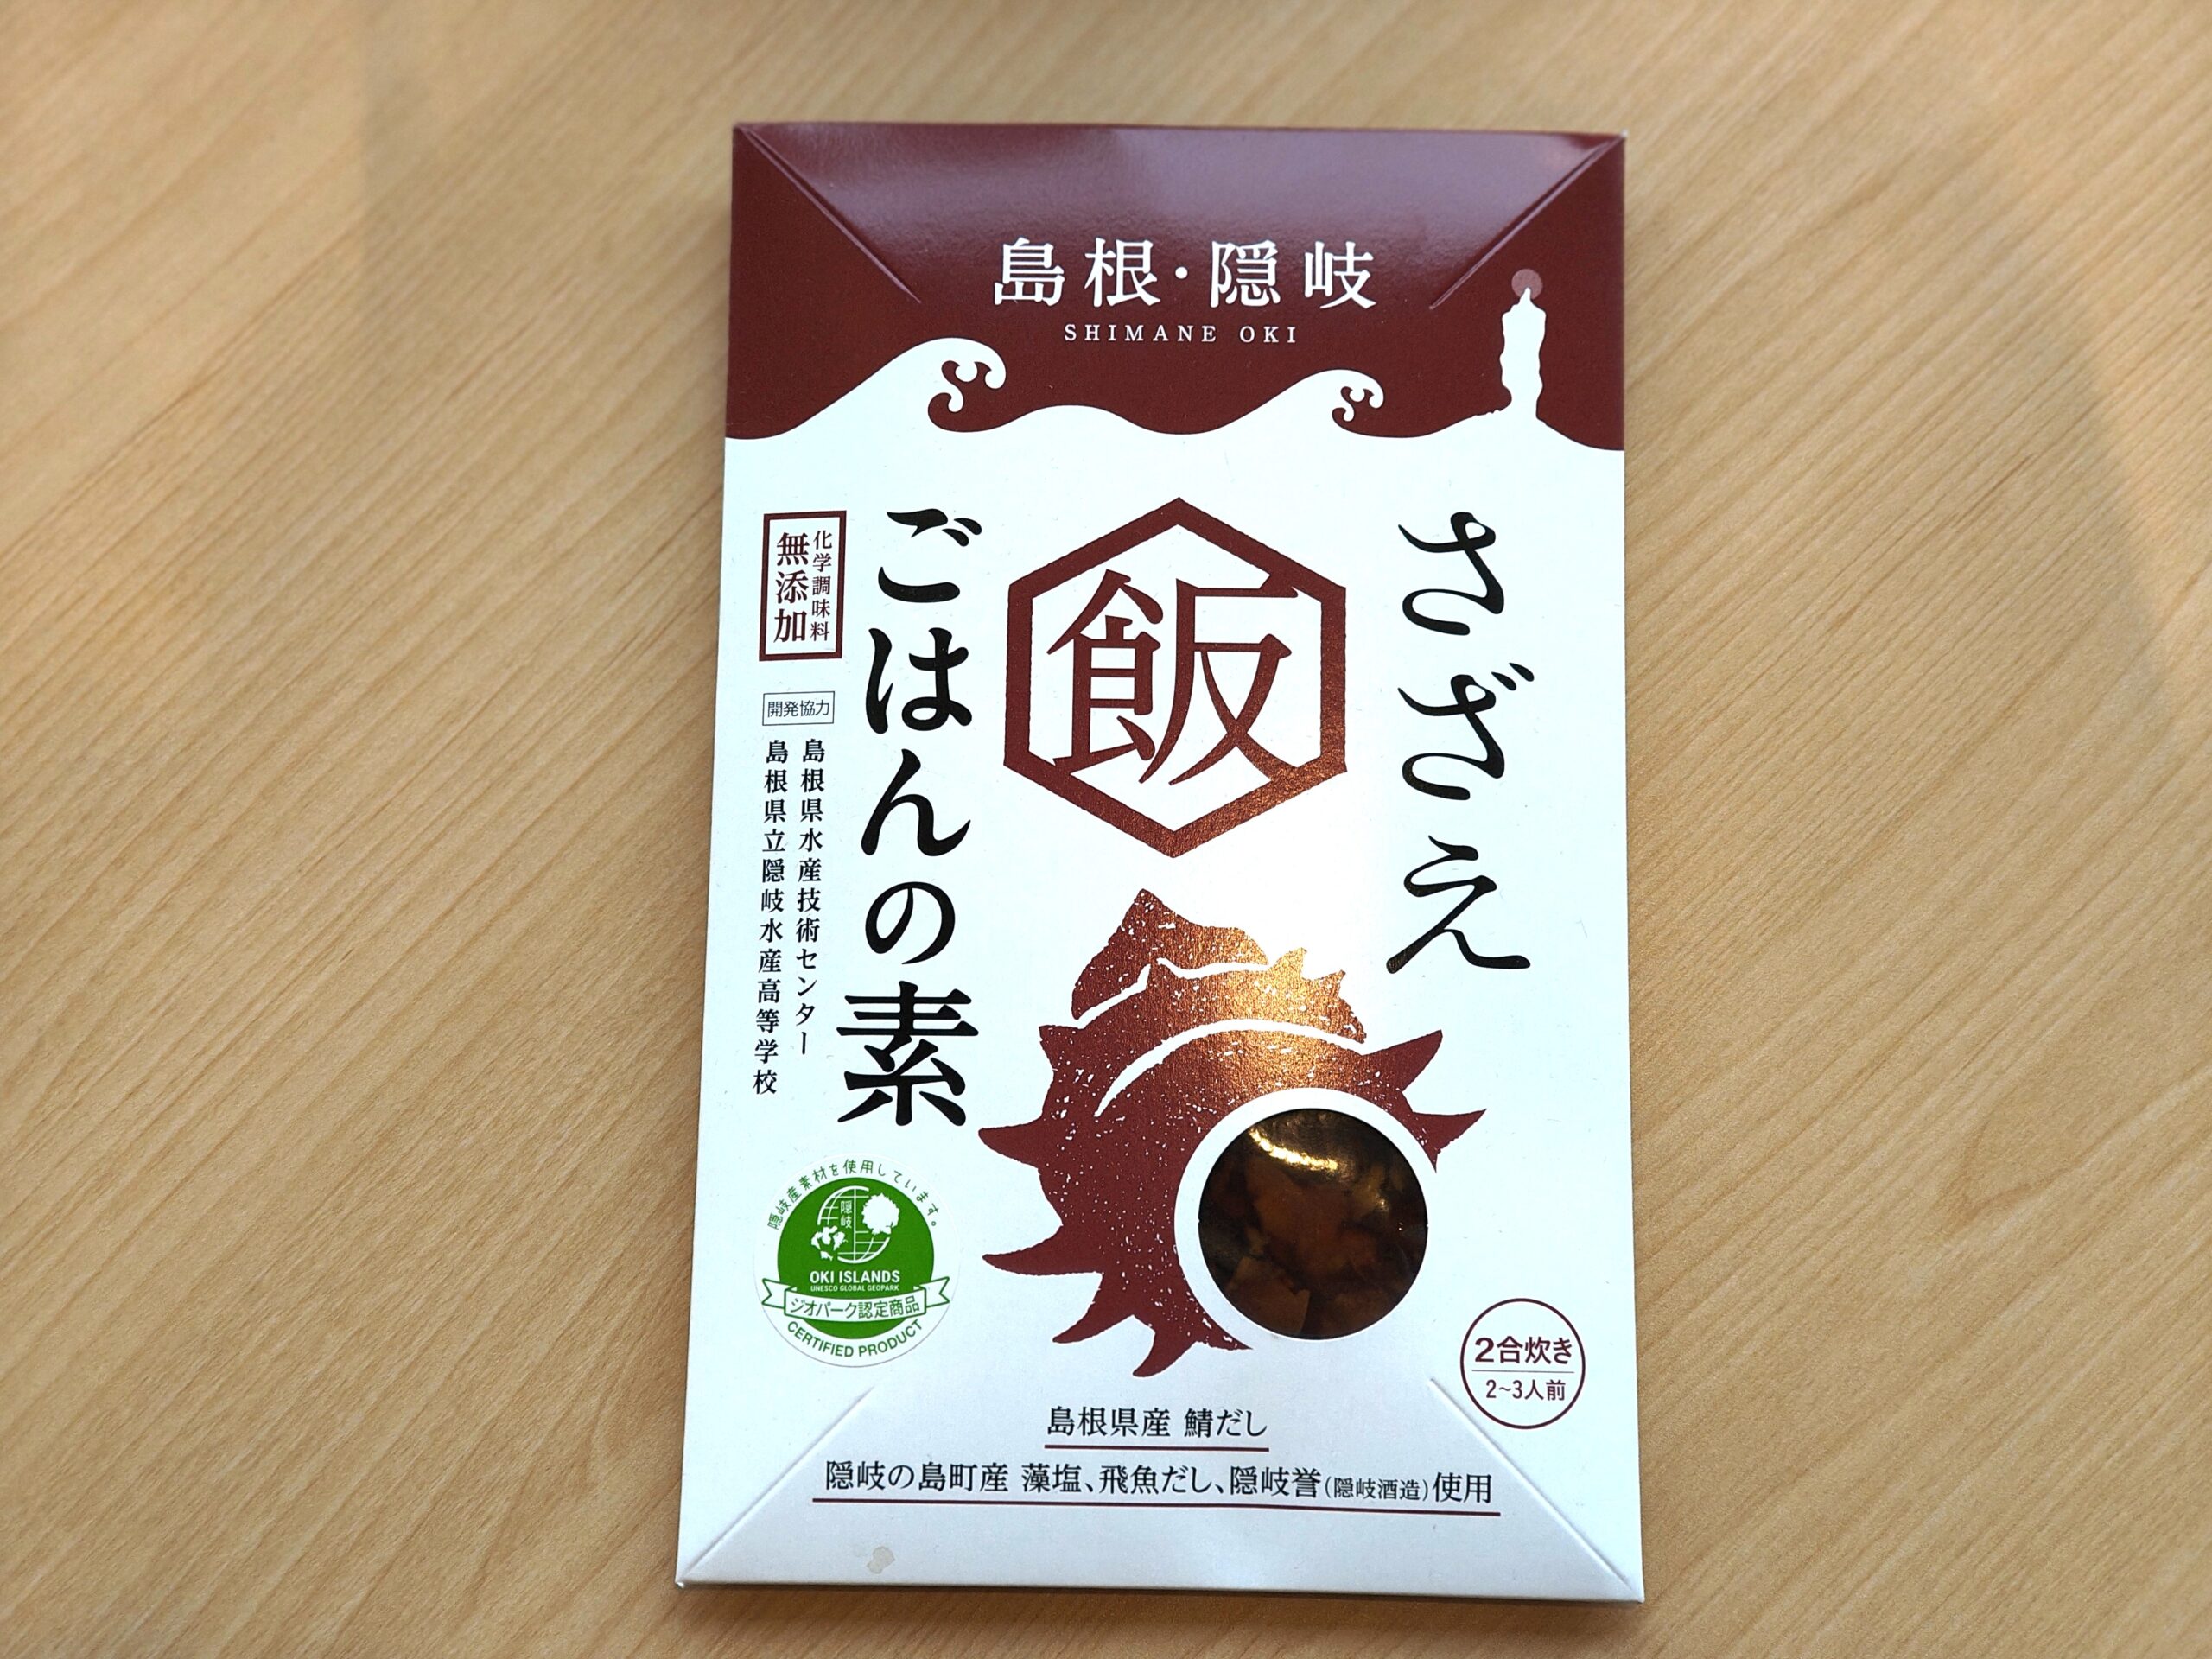 島根・隠岐
SHIMANE OKI
さざえ
飯
ごはんの素
化学調味料
無添加
開発協力
島根県水産技術センター
島根県立隠岐水産高等学校
隠岐産素材を使用しています。
隠岐
OKI ISLANDS
UNESCO GLOBAL GEOPARK
ジオパーク認定商品
CERTIFIED PRODUCT
2合炊き
2~3人前
島根県産 鯖だし
隠岐の島町産 藻塩、飛魚だし、隠岐誉(隠岐酒造)使用